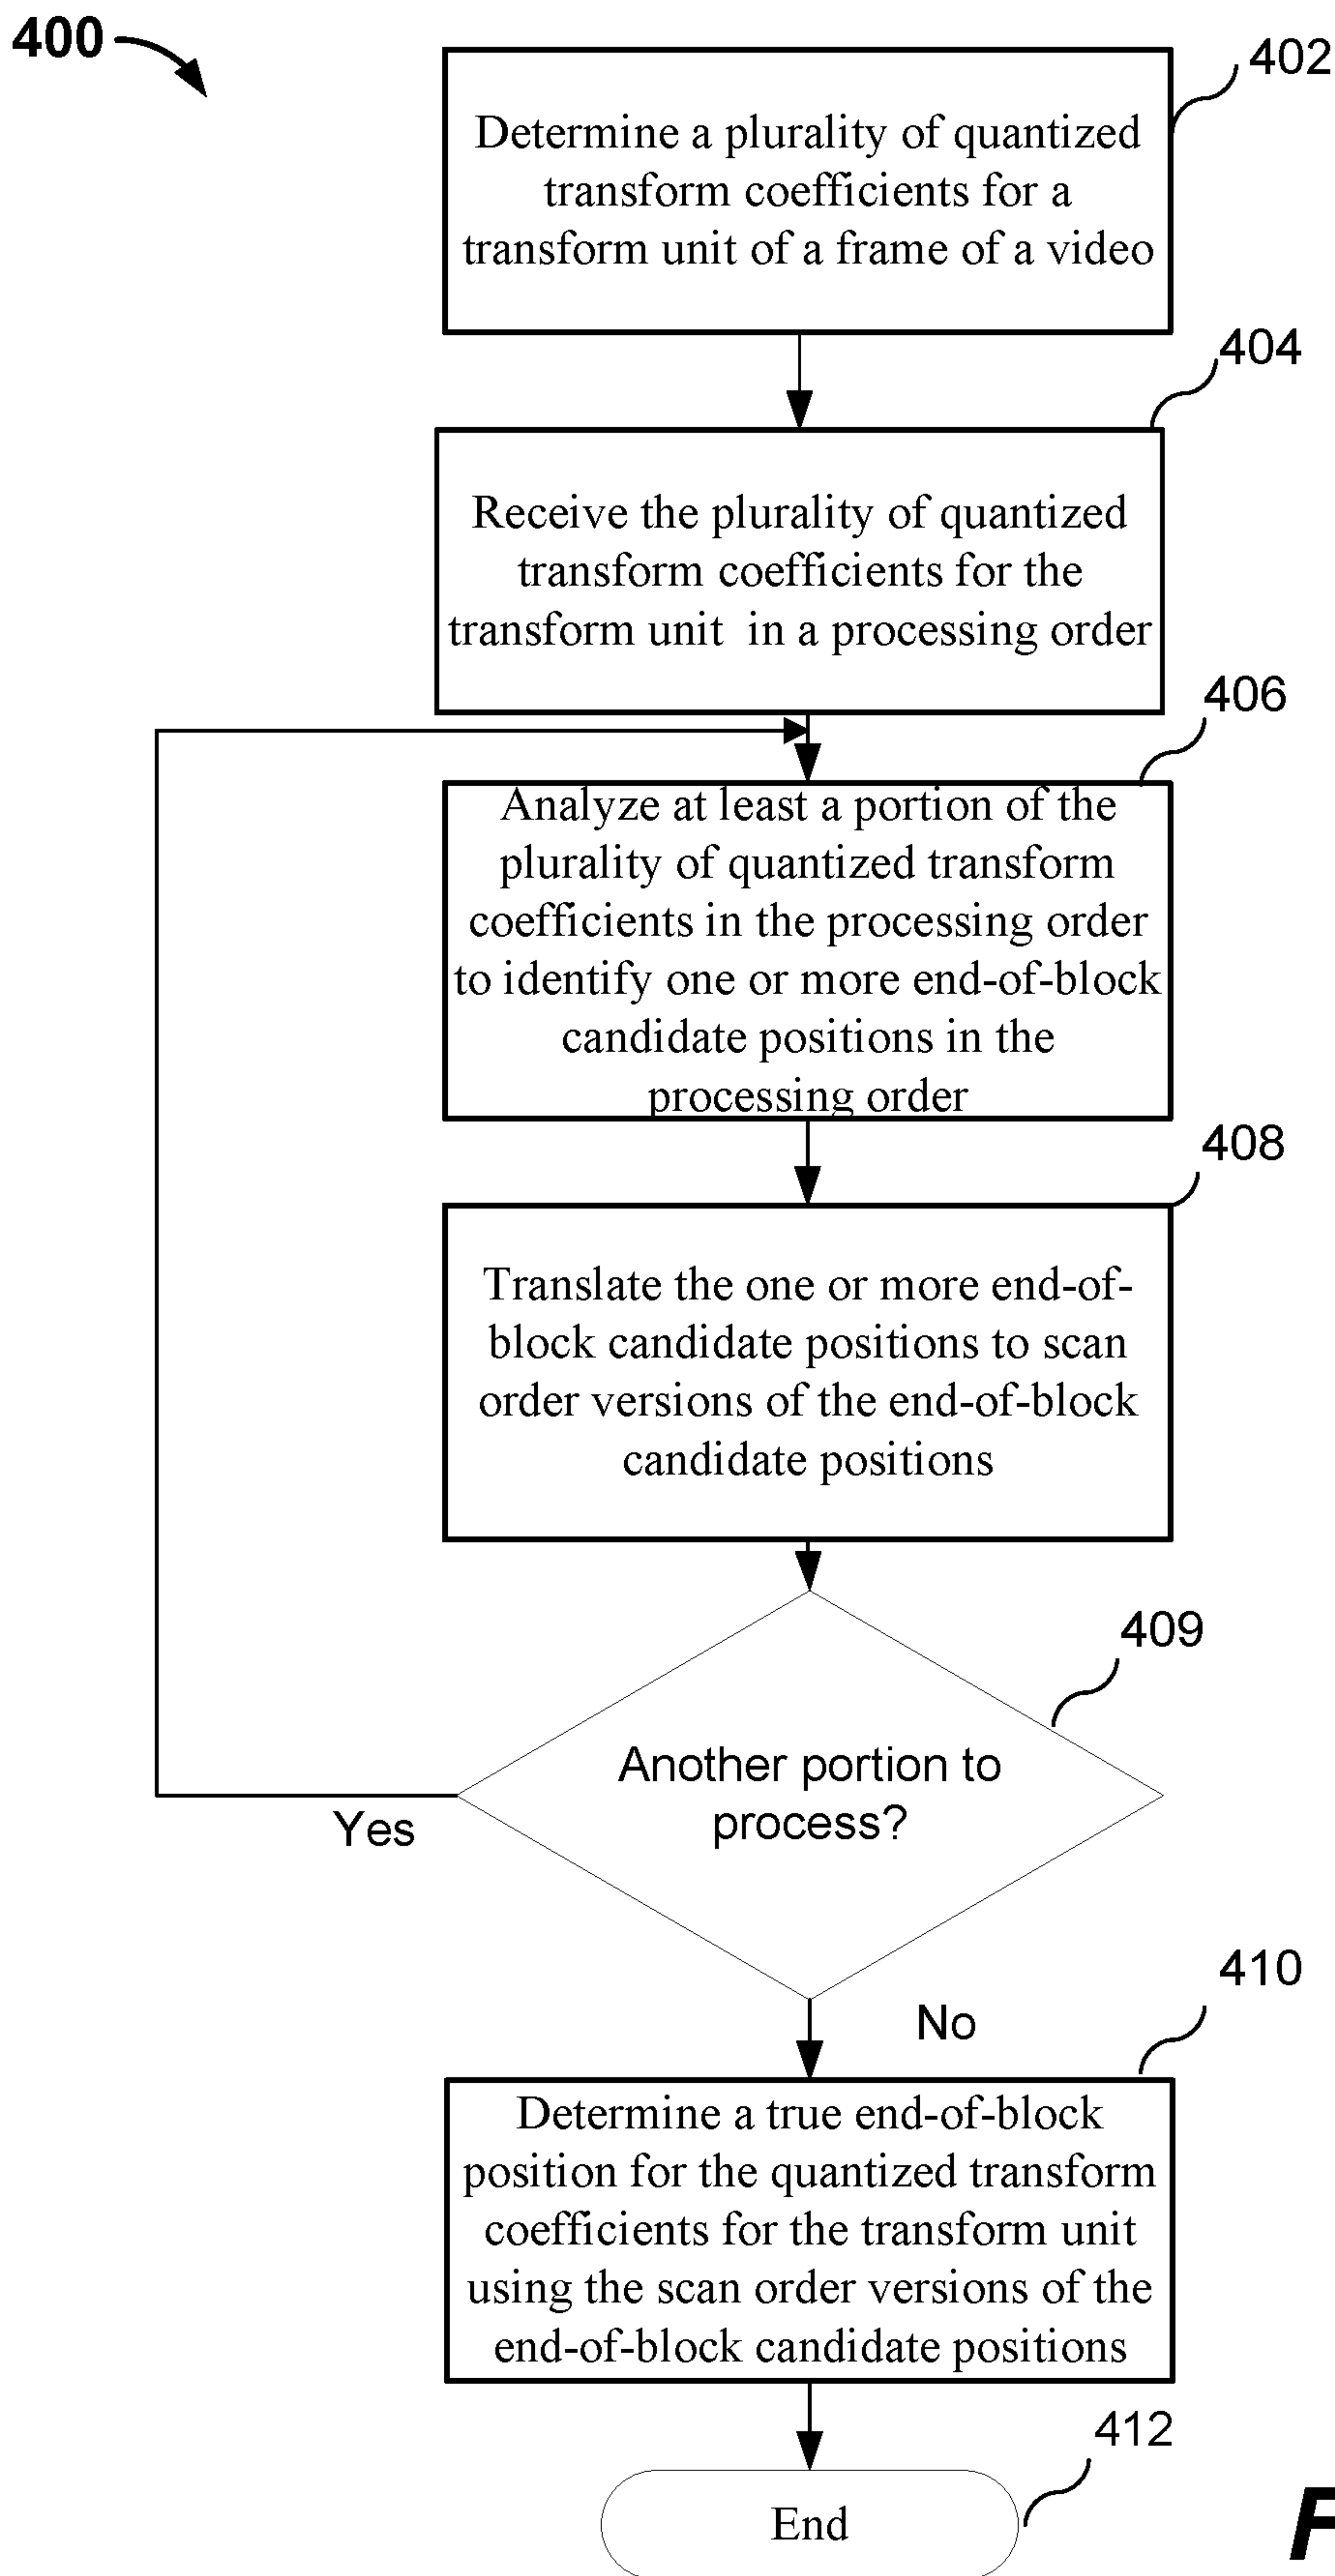 400
402
Determine a plurality of quantized
transform coefficients for a
transform unit of a frame of a video
404
Receive the plurality of quantized
transform coefficients for the
transform unit in a processing order
406
Analyze at least a portion of the
plurality of quantized transform
coefficients in the processing order
to identify one or more end-of-block
candidate positions in the
processing order
408
Translate the one or more end-of-
block candidate positions to scan
order versions of the end-of-block
candidate positions
409
Another portion to
process?
Yes
No
410
Determine a true end-of-block
position for the quantized transform
coefficients for the transform unit
using the scan order versions of the
end-of-block candidate positions
412
End